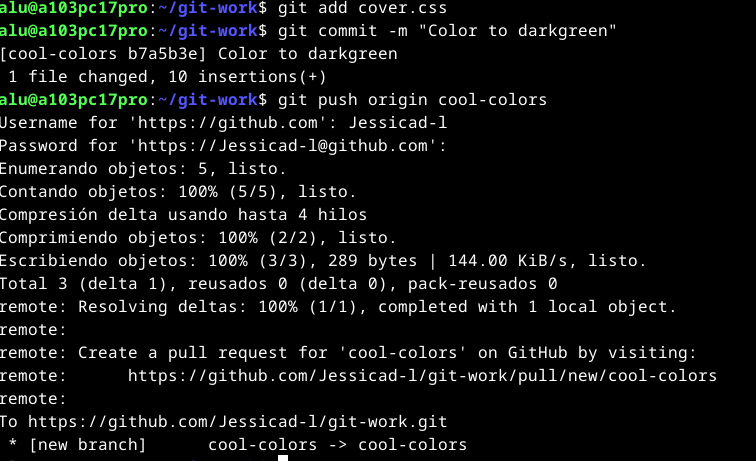 alu@a103pc17pro:~/git-work$ git add cover.css
alu@a103pc17pro:~/git-work$ git commit -m "Color to darkgreen"
[cool-colors b7a5b3e] Color to darkgreen
 1 file changed, 10 insertions(+)
alu@a103pc17pro:~/git-work$ git push origin cool-colors
Username for 'https://github.com': Jessicad-l
Password for 'https://Jessicad-l@github.com':
Enumerando objetos: 5, listo.
Contando objetos: 100% (5/5), listo.
Compresión delta usando hasta 4 hilos
Comprimiendo objetos: 100% (2/2), listo.
Escribiendo objetos: 100% (3/3), 289 bytes | 144.00 KiB/s, listo.
Total 3 (delta 1), reusados 0 (delta 0), pack-reusados 0
remote: Resolving deltas: 100% (1/1), completed with 1 local object.
remote:
remote: Create a pull request for 'cool-colors' on GitHub by visiting:
remote:      https://github.com/Jessicad-l/git-work/pull/new/cool-colors
remote:
To https://github.com/Jessicad-l/git-work.git
 * [new branch]      cool-colors -> cool-colors